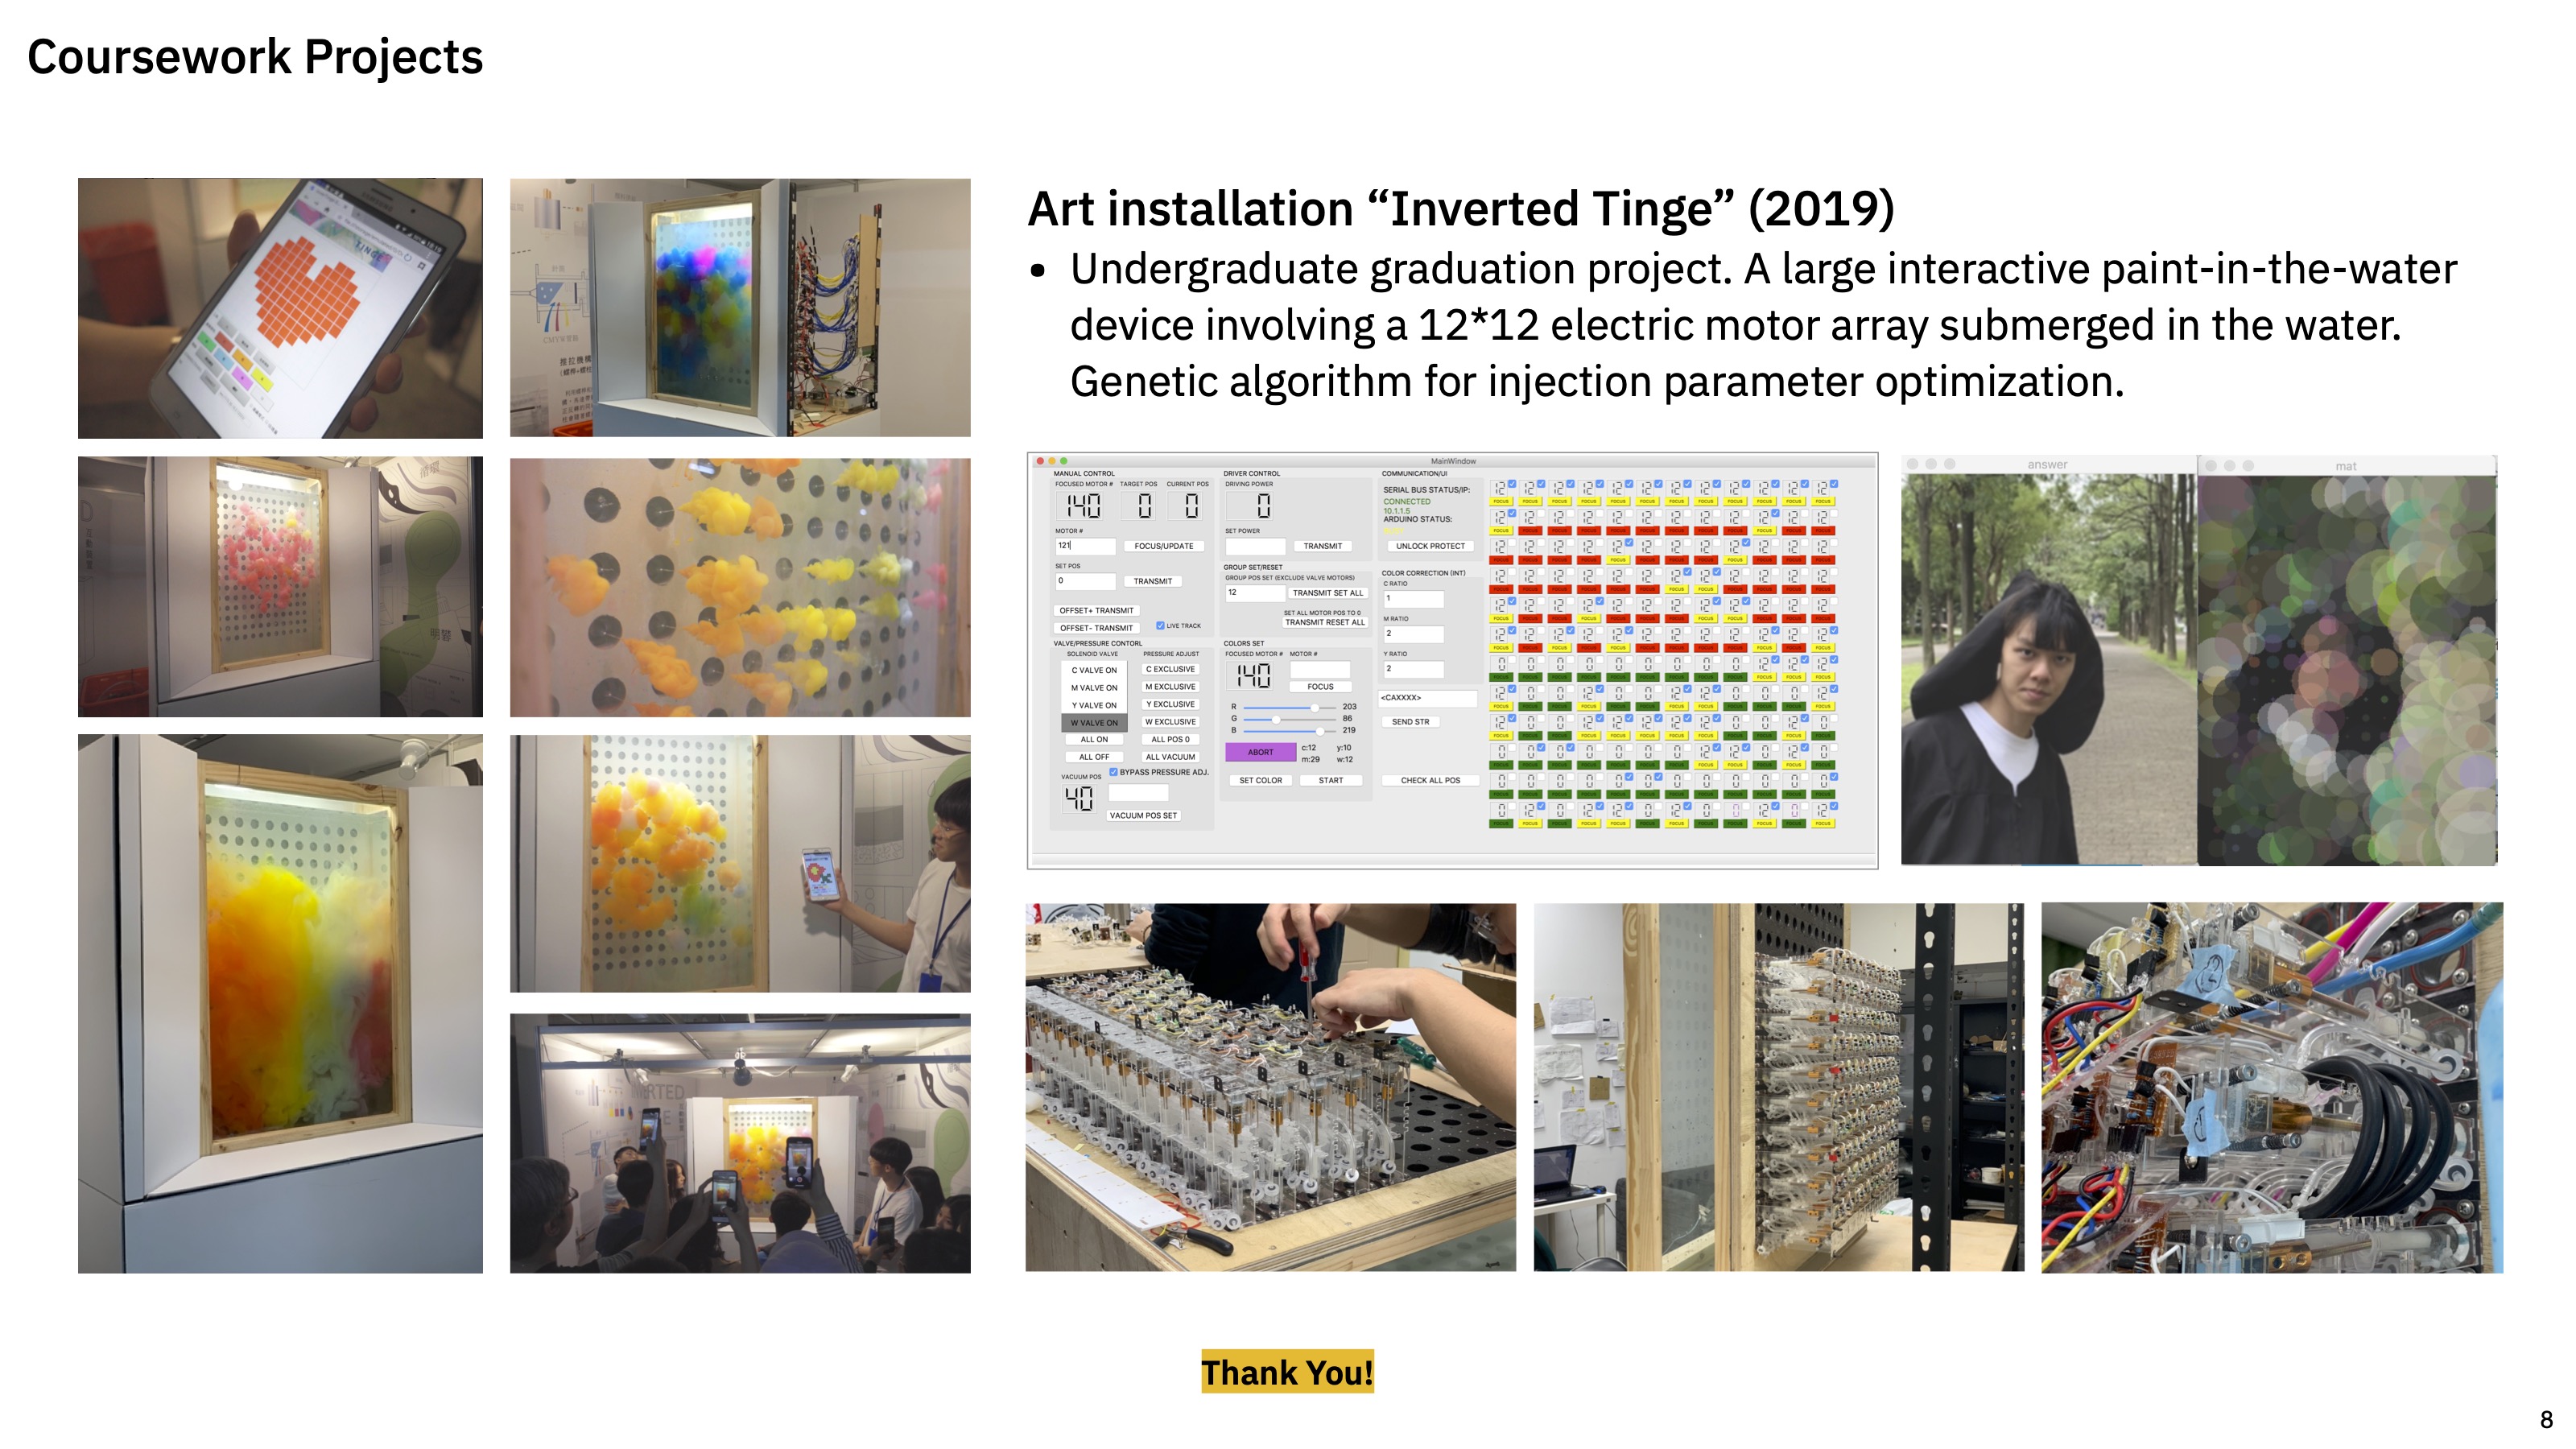 Coursework Projects
Art installation “Inverted Tinge” (2019)
• Undergraduate graduation project. A large interactive paint-in-the-water
device involving a 12*12 electric motor array submerged in the water.
Genetic algorithm for injection parameter optimization.
TINGE
CMYW
MainWindow
MANUAL CONTROL
FOCUSED MOTOR # TARGET POS CURRENT POS
140 0 0
MOTOR #
121 FOCUS/UPDATE
SET POS
0 TRANSMIT
OFFSET+ TRANSMIT
OFFSET- TRANSMIT LIVE TRACK
VALVE/PRESSURE CONTORL
SOLENOID VALVE PRESSURE ADJUST
C VALVE ON C EXCLUSIVE
M VALVE ON M EXCLUSIVE
Y VALVE ON Y EXCLUSIVE
W VALVE ON W EXCLUSIVE
ALL ON ALL POS 0
ALL OFF ALL VACUUM
VACUUM POS BYPASS PRESSURE ADJ.
40
VACUUM POS SET
DRIVER CONTROL
DRIVING POWER
0
SET POWER
TRANSMIT
GROUP SET/RESET
GROUP POS SET (EXCLUDE VALVE MOTORS)
12 TRANSMIT SET ALL
SET ALL MOTOR POS TO 0
TRANSMIT RESET ALL
COLORS SET
FOCUSED MOTOR # MOTOR #
140
FOCUS
R 203
G 86
B 219
ABORT c:12 y:10
m:29 w:12
SET COLOR START
COMMUNICATION/UI
SERIAL BUS STATUS/IP:
CONNECTED
10.1.1.5
ARDUINO STATUS:
UNLOCK PROTECT
COLOR CORRECTION (INT)
C RATIO
1
M RATIO
2
Y RATIO
2
<CAXXXX>
SEND STR
CHECK ALL POS
answer
mat
Thank You!
8